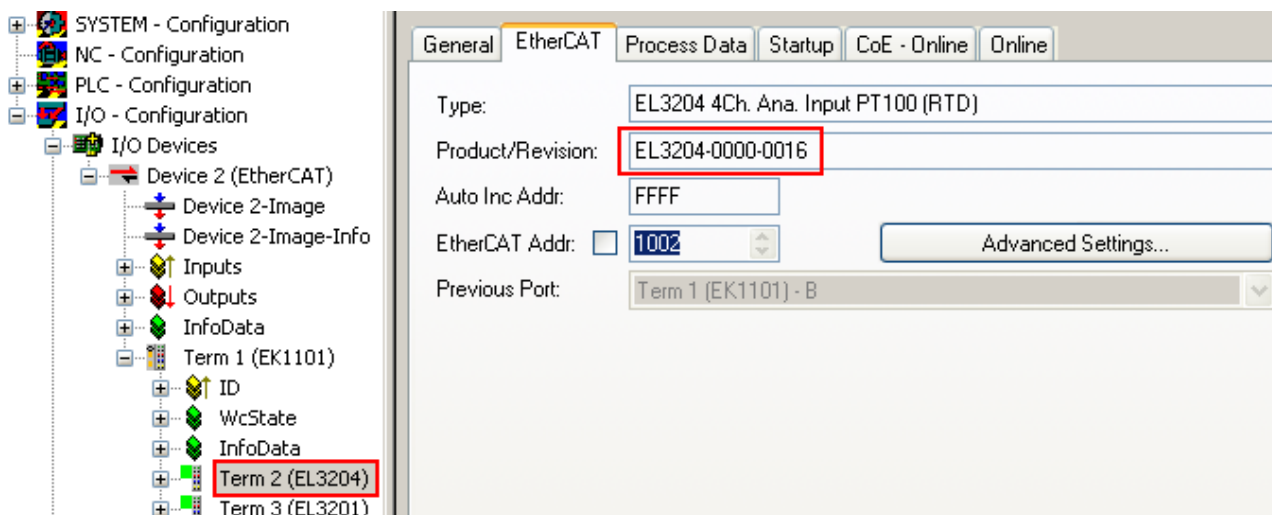 SYSTEM - Configuration
NC - Configuration
PLC - Configuration
I/O - Configuration
I/O Devices
Device 2 (EtherCAT)
Device 2-Image
Device 2-Image-Info
Inputs
Outputs
InfoData
Term 1 (EK1101)
ID
WcState
InfoData
Term 2 (EL3204)
Term 3 (EL3201)
General EtherCAT Process Data Startup CoE - Online Online
Type: EL3204 4Ch. Ana. Input PT100 (RTD)
Product/Revision: EL3204-0000-0016
Auto Inc Addr: FFFF
EtherCAT Addr: 1002 Advanced Settings...
Previous Port: Term 1 (EK1101) - B